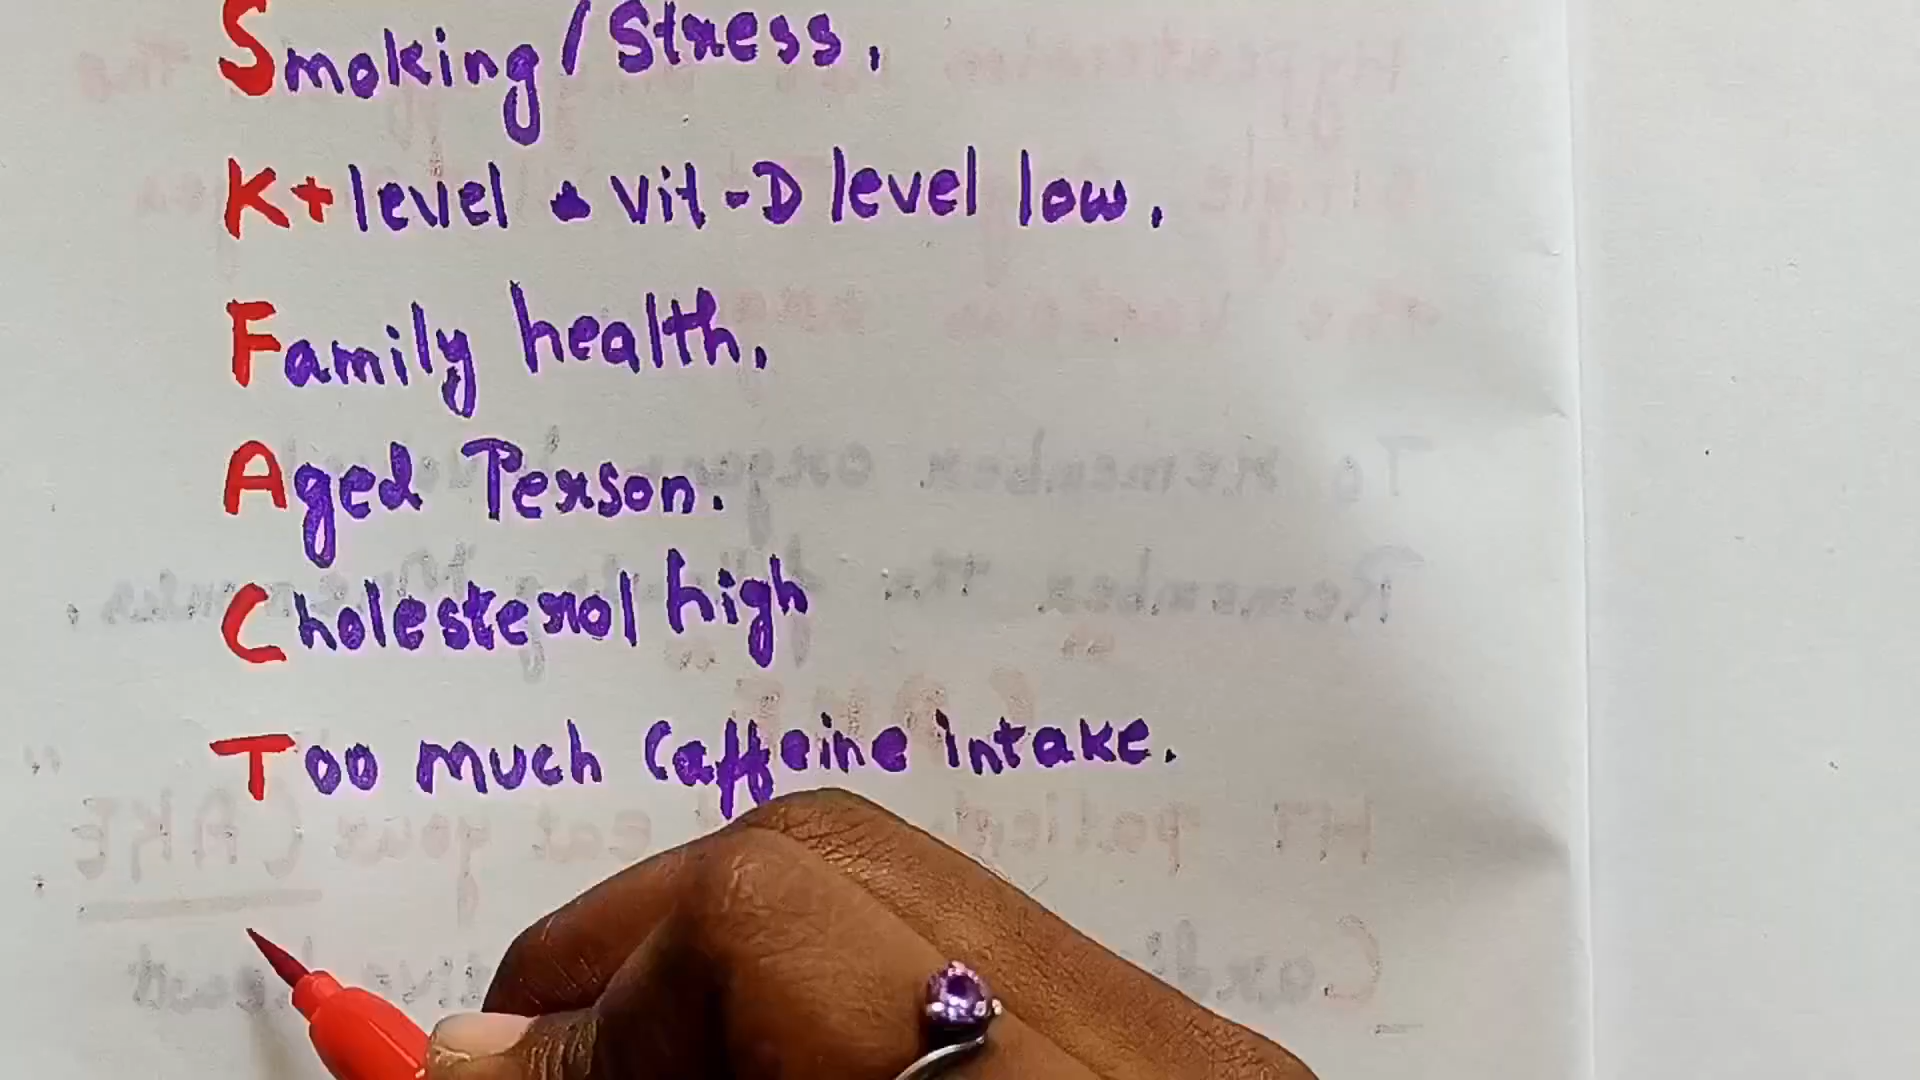 Smoking/Stress.
K+level & Vit-D level low.
Family health.
Aged Person.
Cholesterol high
Too much Caffeine intake.